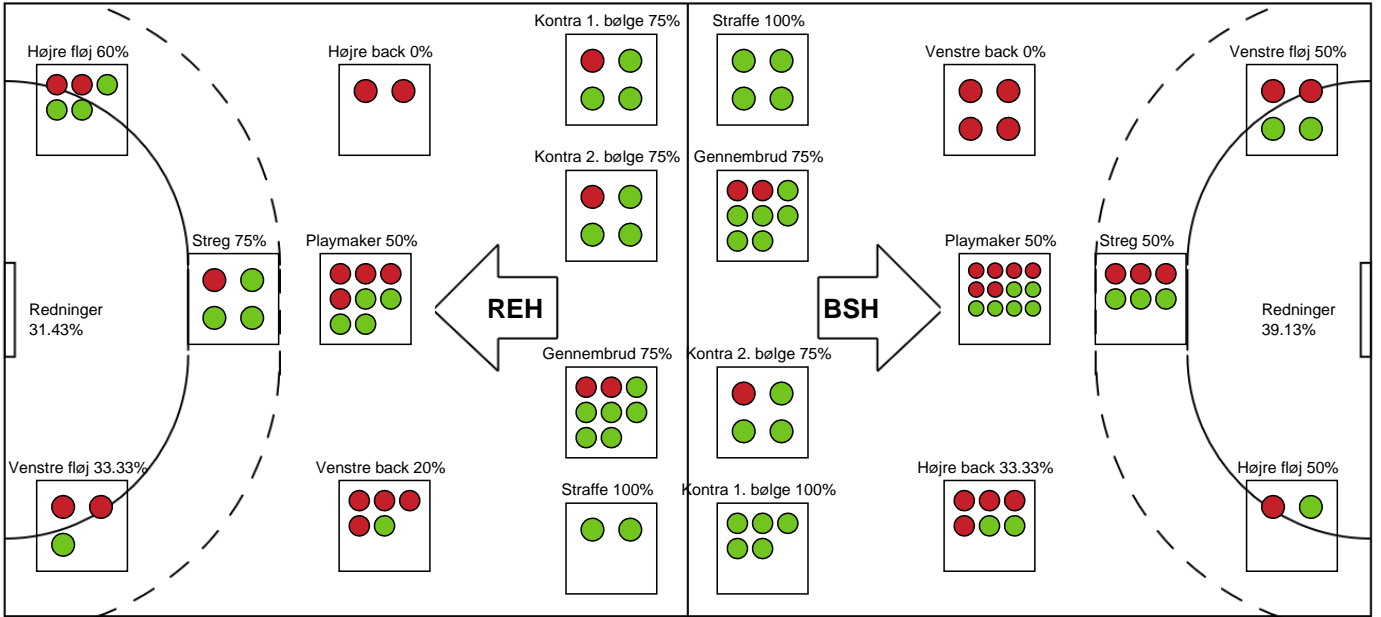 Kontra 1. bølge 75%
Straffe 100%
Højre fløj 60%
Højre back 0%
Venstre back 0%
Venstre fløj 50%
Kontra 2. bølge 75%
Gennembrud 75%
Streg 75%
Playmaker 50%
Playmaker 50%
Streg 50%
Redninger
31.43%
REH
BSH
Redninger
39.13%
Gennembrud 75%
Kontra 2. bølge 75%
Venstre fløj 33.33%
Venstre back 20%
Højre back 33.33%
Højre fløj 50%
Straffe 100%
Kontra 1. bølge 100%